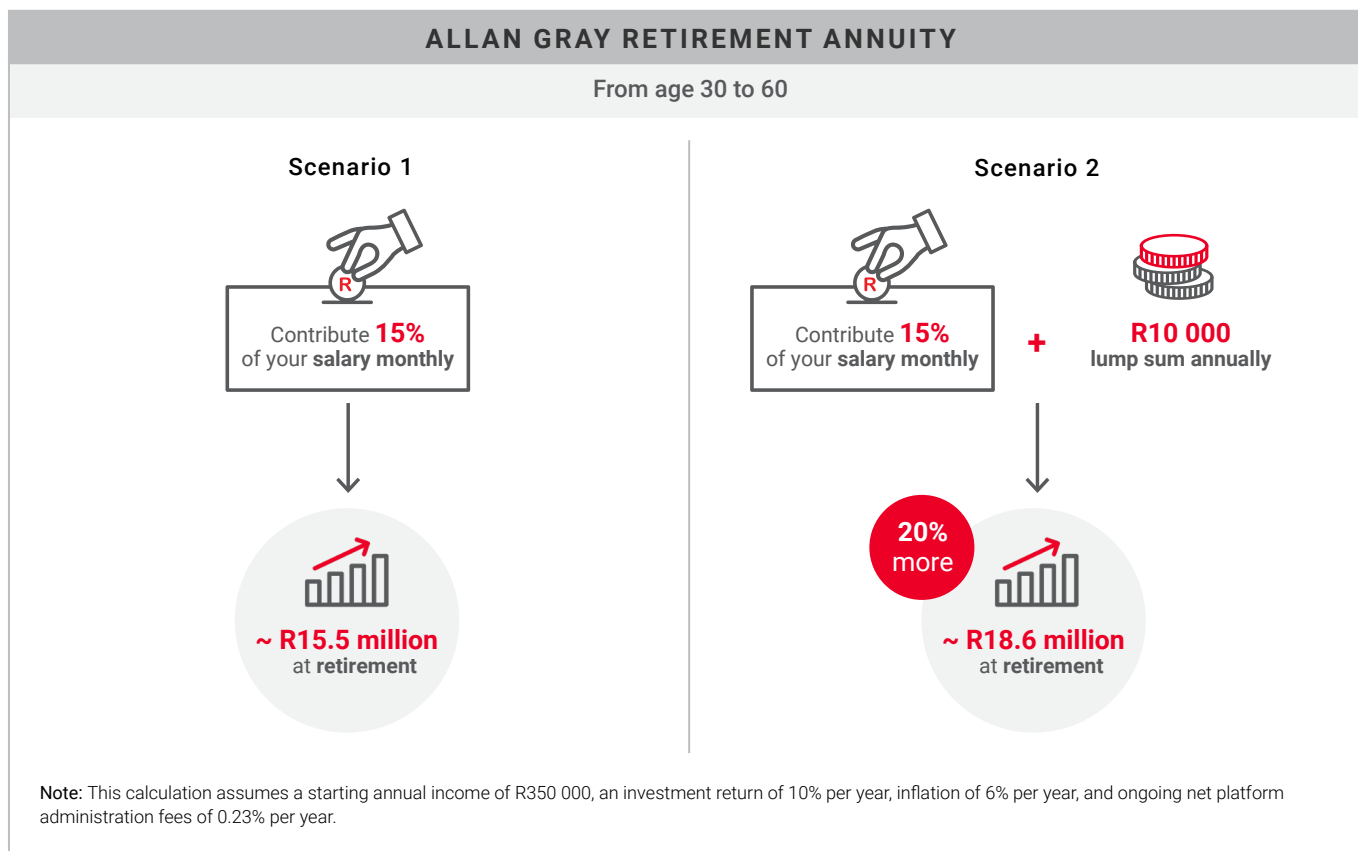 ALLAN GRAY RETIREMENT ANNUITY
From age 30 to 60
Scenario 1
R
Contribute 15%
of your salary monthly
~ R15.5 million
at retirement
Scenario 2
R
Contribute 15%
of your salary monthly
+
R10 000
lump sum annually
20%
more
~ R18.6 million
at retirement
Note: This calculation assumes a starting annual income of R350 000, an investment return of 10% per year, inflation of 6% per year, and ongoing net platform
administration fees of 0.23% per year.